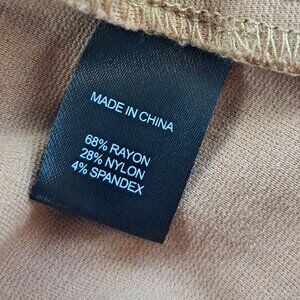 MADE IN CHINA
68% RAYON
28% NYLON
4% SPANDEX